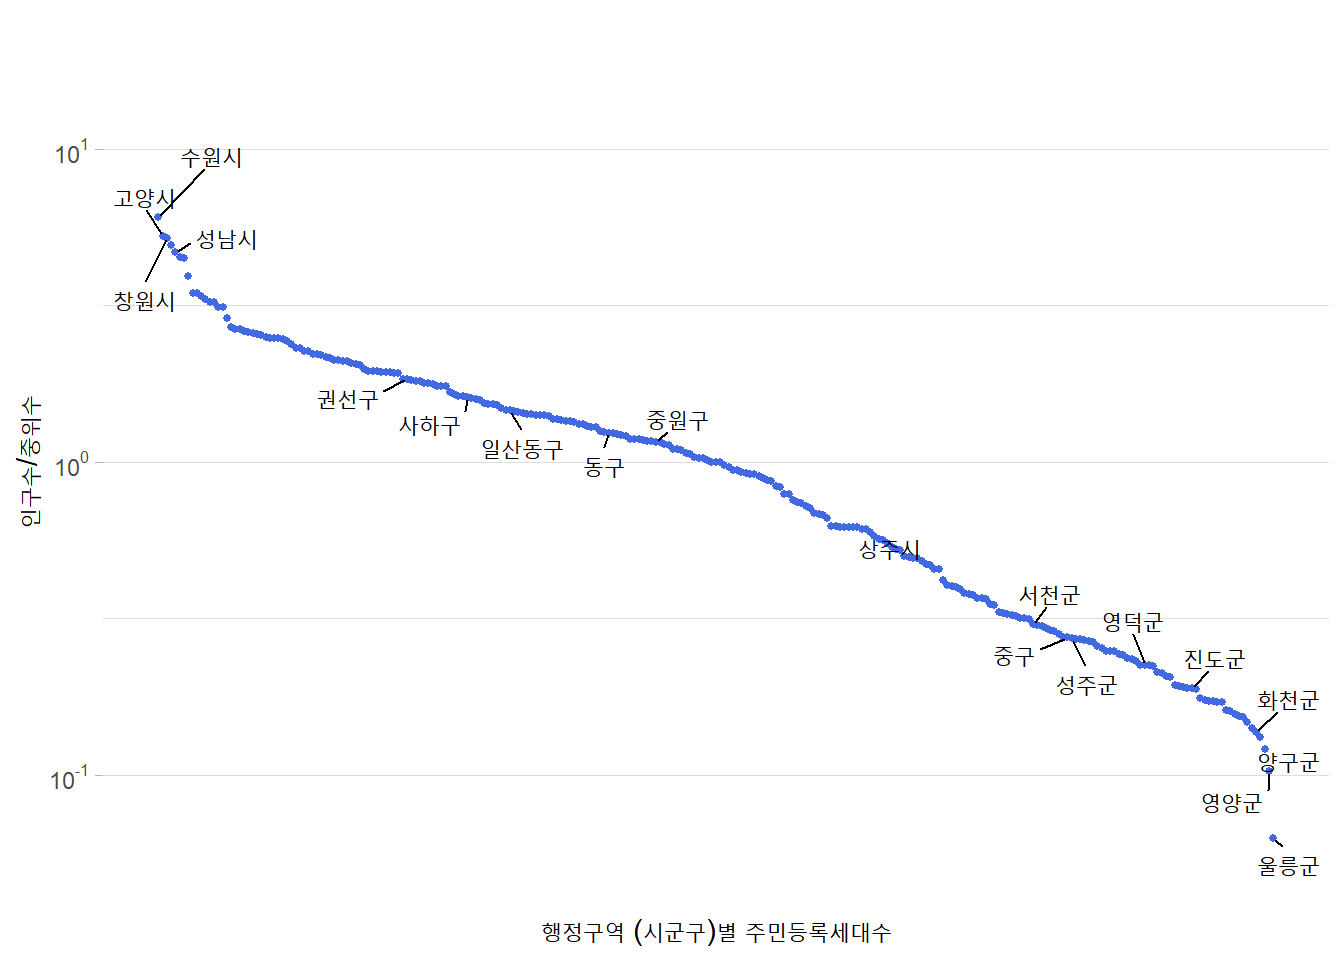 10¹
수원시
고양시
성남시
창원시
권선구
사하구
중원구
일산동구
동구
인구수/중위수
10⁰
상주시
서천군
영덕군
중구
진도군
성주군
화천군
양구군
10⁻¹
영양군
울릉군
행정구역 (시군구)별 주민등록세대수